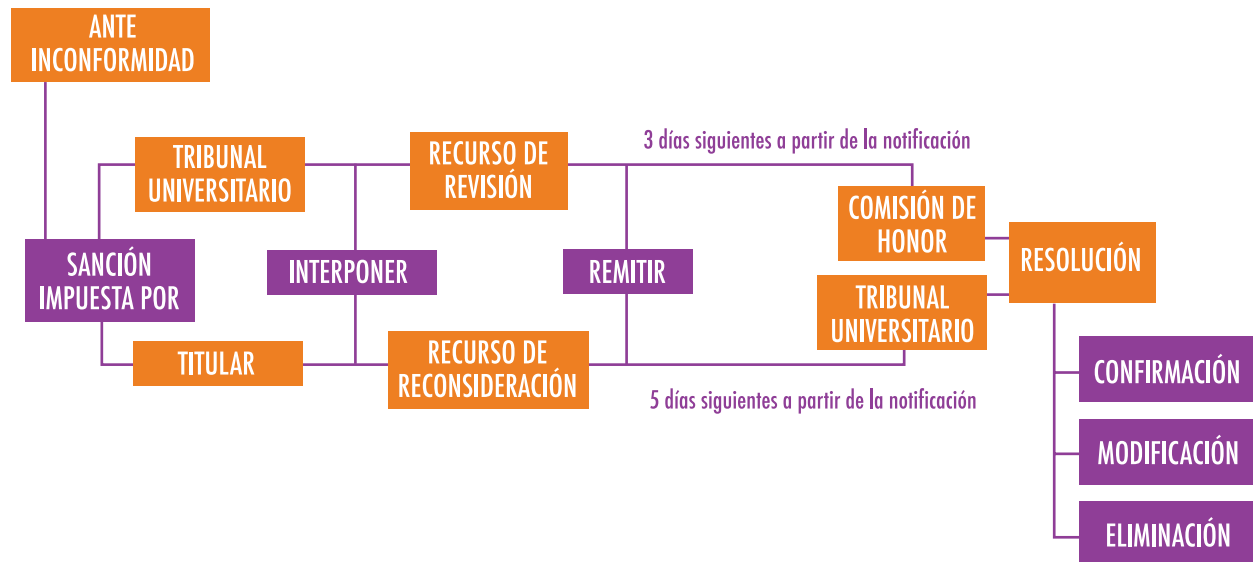 ANTE
INCONFORMIDAD
TRIBUNAL
UNIVERSITARIO
RECURSO DE
REVISIÓN
3 días siguientes a partir de la notificación
COMISIÓN DE
HONOR
SANCIÓN
IMPUESTA POR
INTERPONER
REMITIR
RESOLUCIÓN
TRIBUNAL
UNIVERSITARIO
TITULAR
RECURSO DE
RECONSIDERACIÓN
5 días siguientes a partir de la notificación
CONFIRMACIÓN
MODIFICACIÓN
ELIMINACIÓN